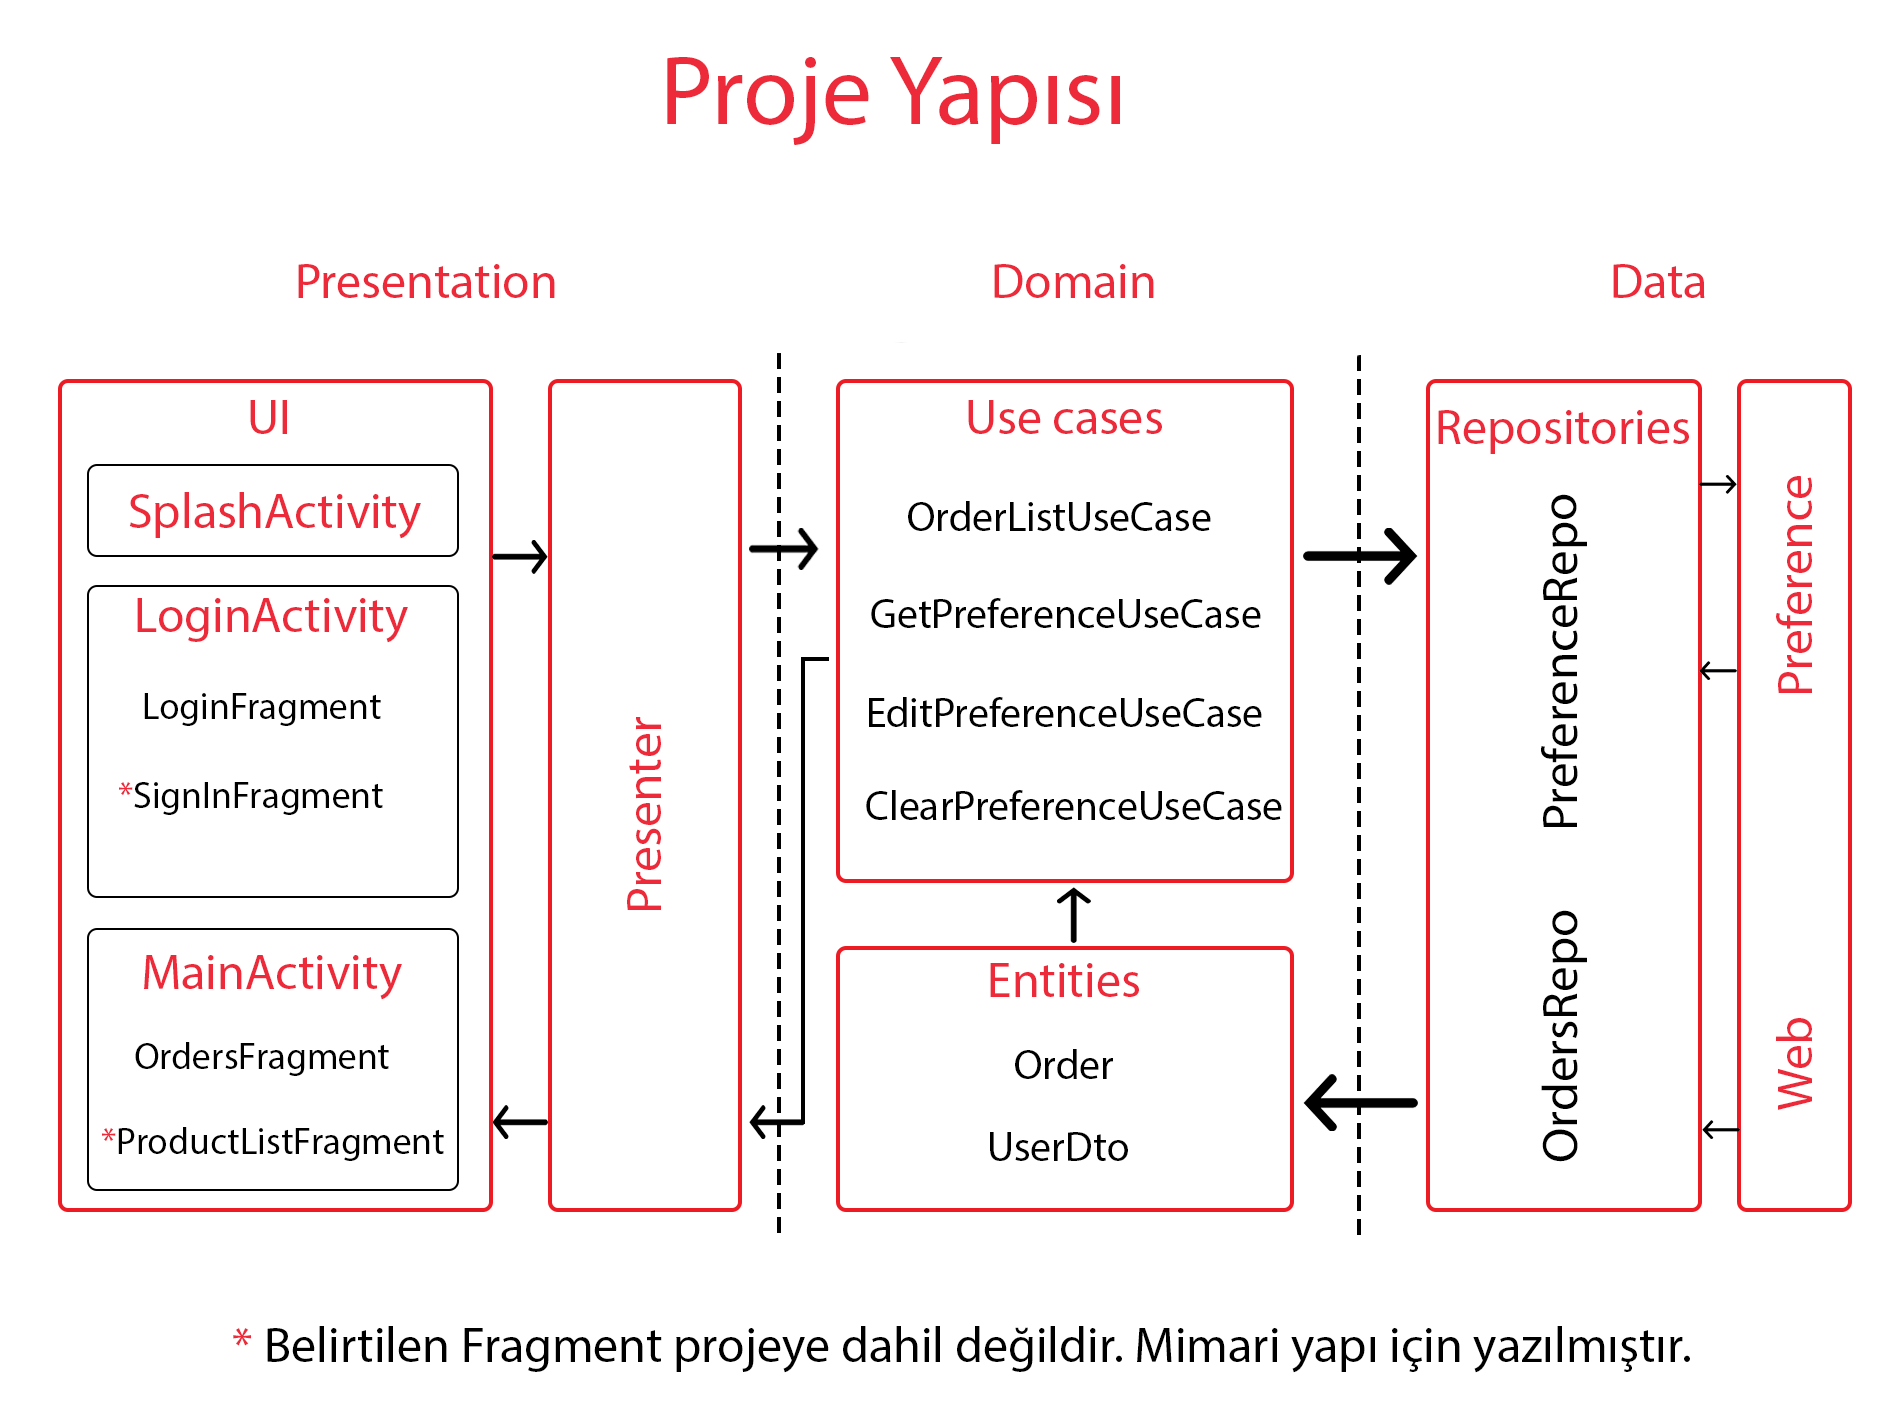 Proje Yapısı
Presentation
Domain
Data
UI
SplashActivity
LoginActivity
LoginFragment
*SignInFragment
MainActivity
OrdersFragment
*ProductListFragment
Presenter
Use cases
OrderListUseCase
GetPreferenceUseCase
EditPreferenceUseCase
ClearPreferenceUseCase
Entities
Order
UserDto
Repositories
PreferenceRepo
OrdersRepo
Preference
Web
* Belirtilen Fragment projeye dahil değildir. Mimari yapı için yazılmıştır.